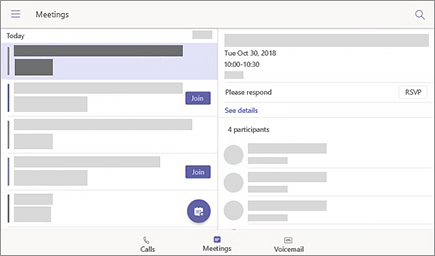 Meetings
Today
Join
Join
Tue Oct 30, 2018
10:00-10:30
Please respond
RSVP
See details
4 participants
Calls
Meetings
Voicemail